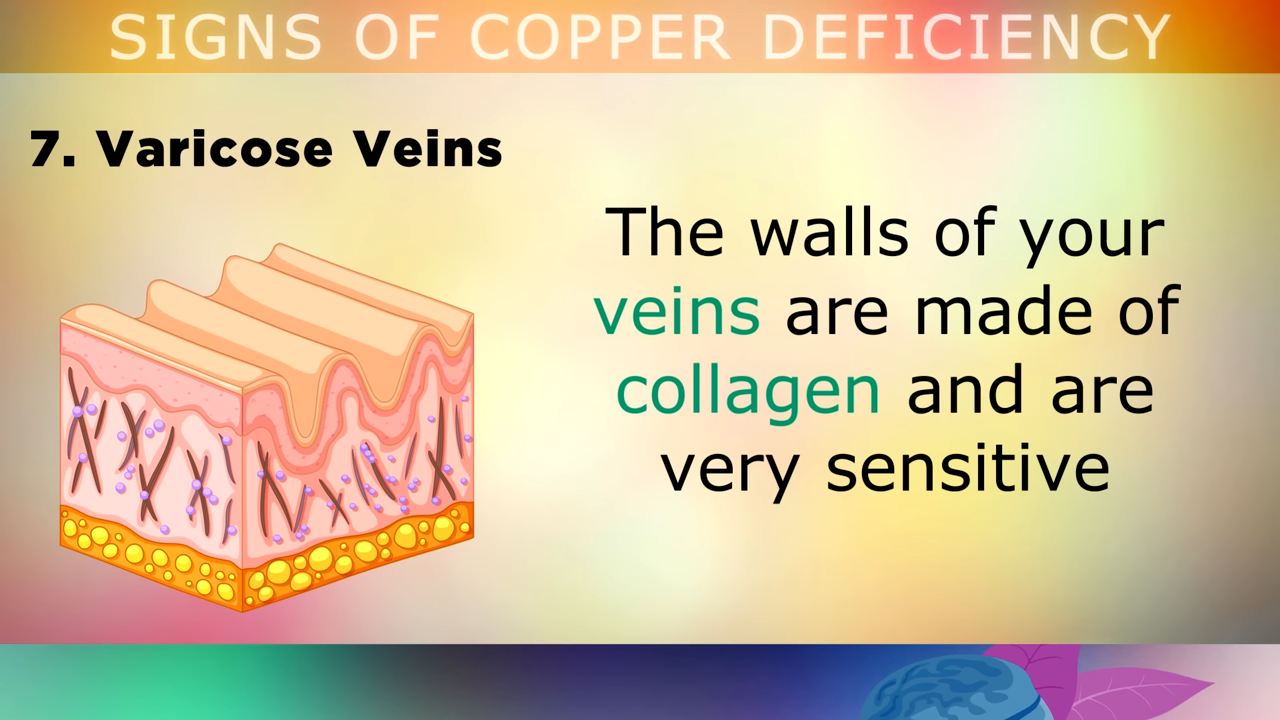 SIGNS OF COPPER DEFICIENCY
7. Varicose Veins
The walls of your
veins are made of
collagen and are
very sensitive